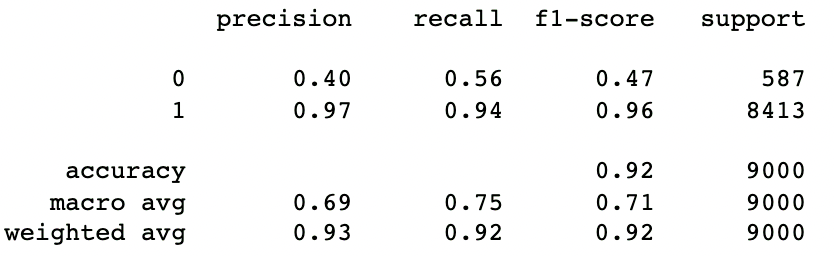 precision recall f1-score support
0 0.40 0.56 0.47 587
1 0.97 0.94 0.96 8413
accuracy 0.92 9000
macro avg 0.69 0.75 0.71 9000
weighted avg 0.93 0.92 0.92 9000